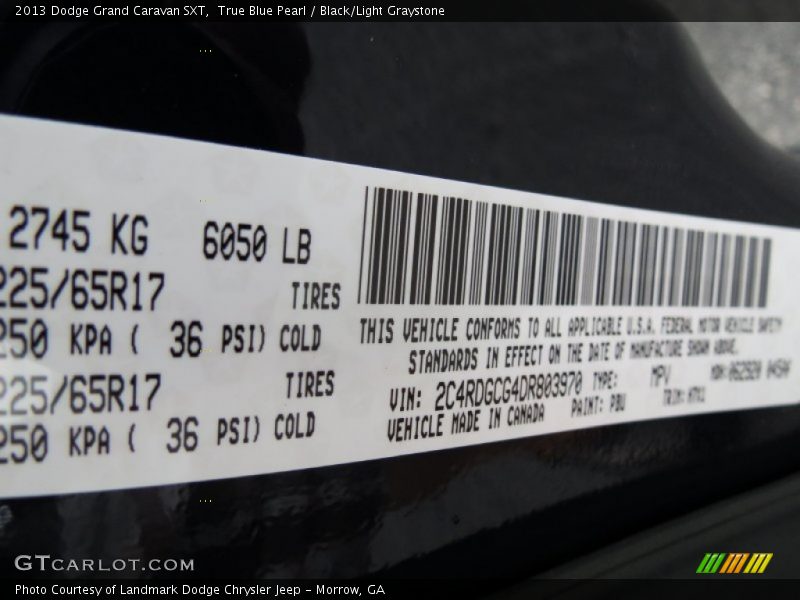 2013 Dodge Grand Caravan SXT,  True Blue Pearl / Black/Light Graystone
2745 KG 6050 LB
225/65R17 TIRES
250 KPA ( 36 PSI) COLD
225/65R17 TIRES
250 KPA ( 36 PSI) COLD
THIS VEHICLE CONFORMS TO ALL APPLICABLE U.S.A. FEDERAL MOTOR VEHICLE SAFETY
STANDARDS IN EFFECT ON THE DATE OF MANUFACTURE SHOWN ABOVE.
VIN: 2C4RDGCG4DR803970 TYPE: MPV MDH:
VEHICLE MADE IN CANADA PAINT: PBU TRIM:
GTCARLOT.COM
Photo Courtesy of Landmark Dodge Chrysler Jeep - Morrow, GA